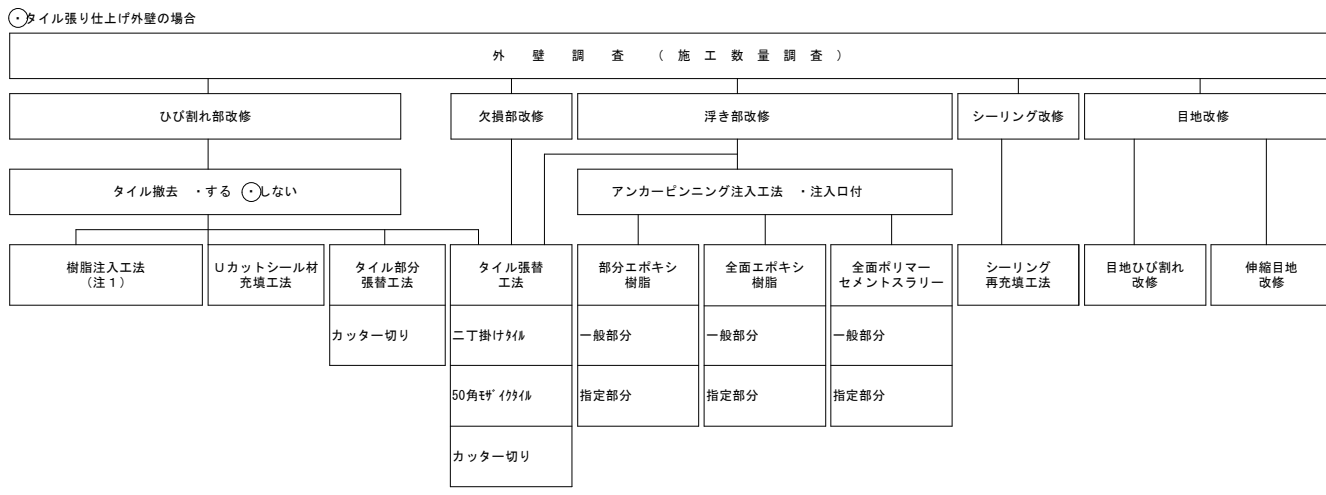 ⊙タイル張り仕上げ外壁の場合
外　壁　調　査　（　施　工　数　量　調　査　）
ひび割れ部改修
欠損部改修
浮き部改修
シーリング改修
目地改修
タイル撤去　・する　⊙しない
アンカーピンニング注入工法　・注入口付
樹脂注入工法
（注１）
Ｕカットシール材
充填工法
タイル部分
張替工法
タイル張替
工法
部分エポキシ
樹脂
全面エポキシ
樹脂
全面ポリマー
セメントスラリー
シーリング
再充填工法
目地ひび割れ
改修
伸縮目地
改修
カッター切り
二丁掛けﾀｲﾙ
一般部分
一般部分
一般部分
50角ﾓｻﾞｲｸﾀｲﾙ
指定部分
指定部分
指定部分
カッター切り